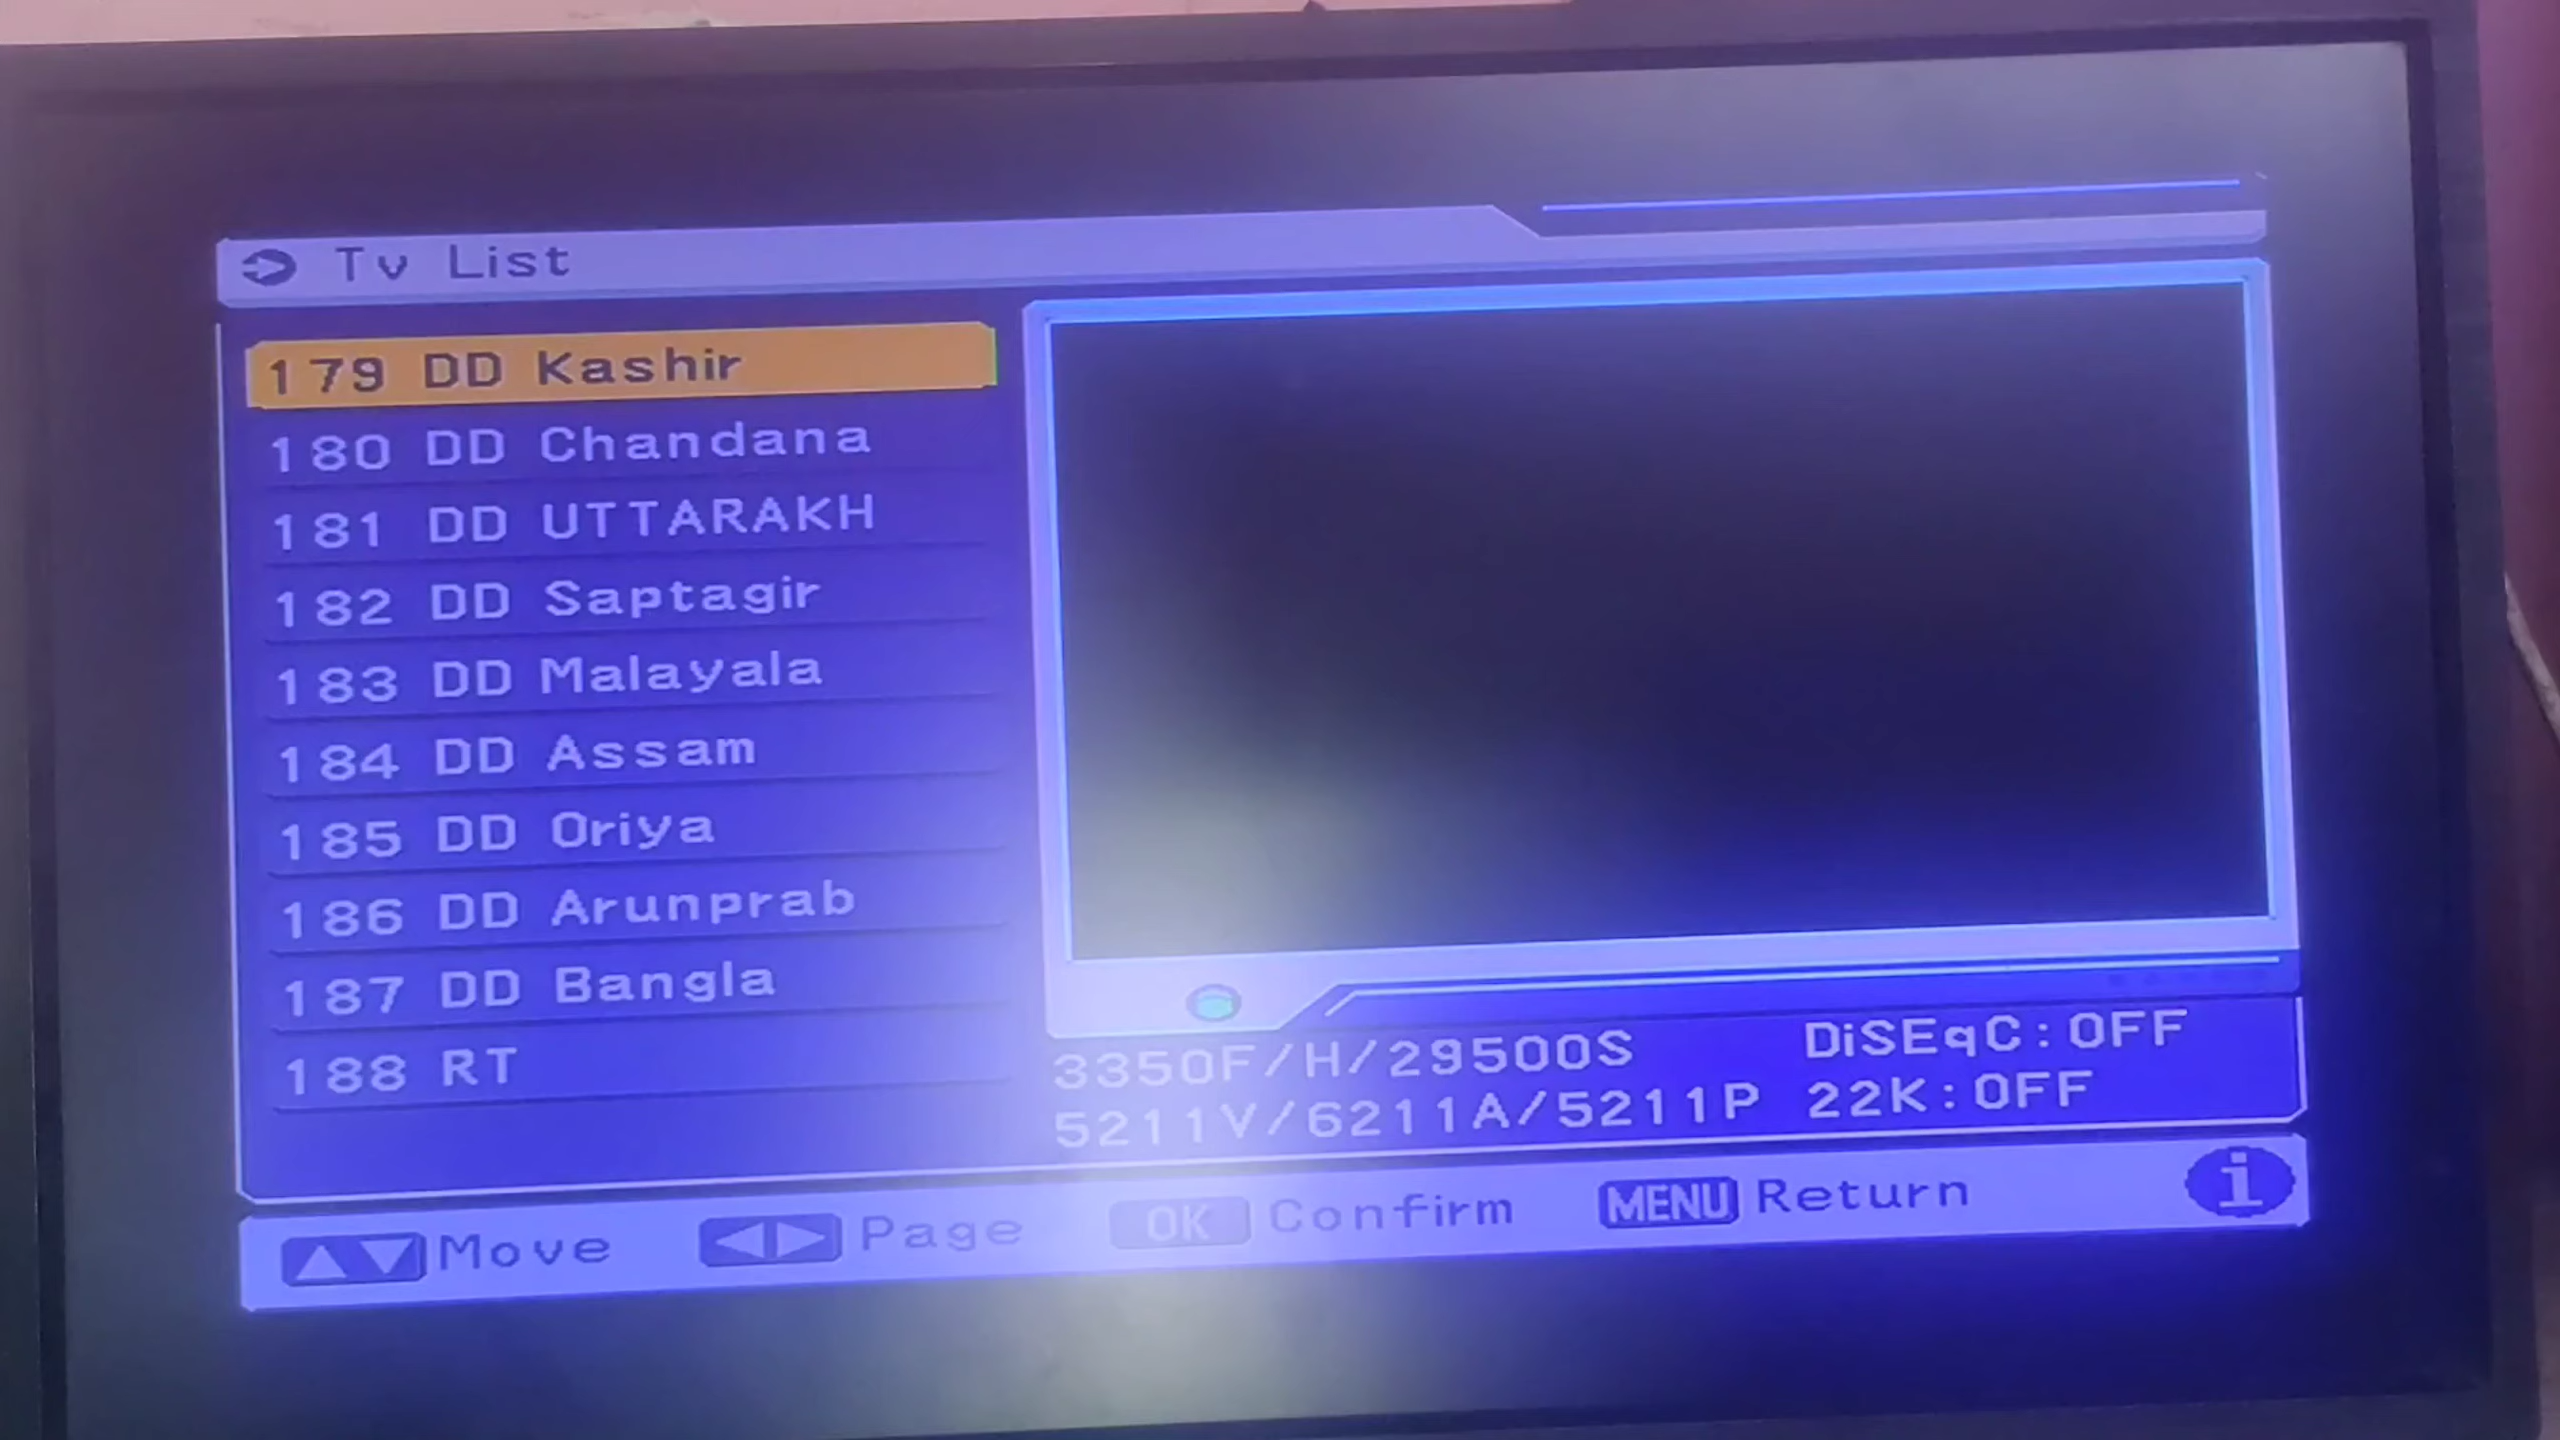 Tv List
179 DD Kashir
180 DD Chandana
181 DD UTTARAKH
182 DD Saptagir
183 DD Malayala
184 DD Assam
185 DD Oriya
186 DD Arunprab
187 DD Bangla
188 RT
3350F/H/29500S DiSEqC:OFF
5211V/6211A/5211P 22K:OFF
Move Page OK Confirm MENU Return i